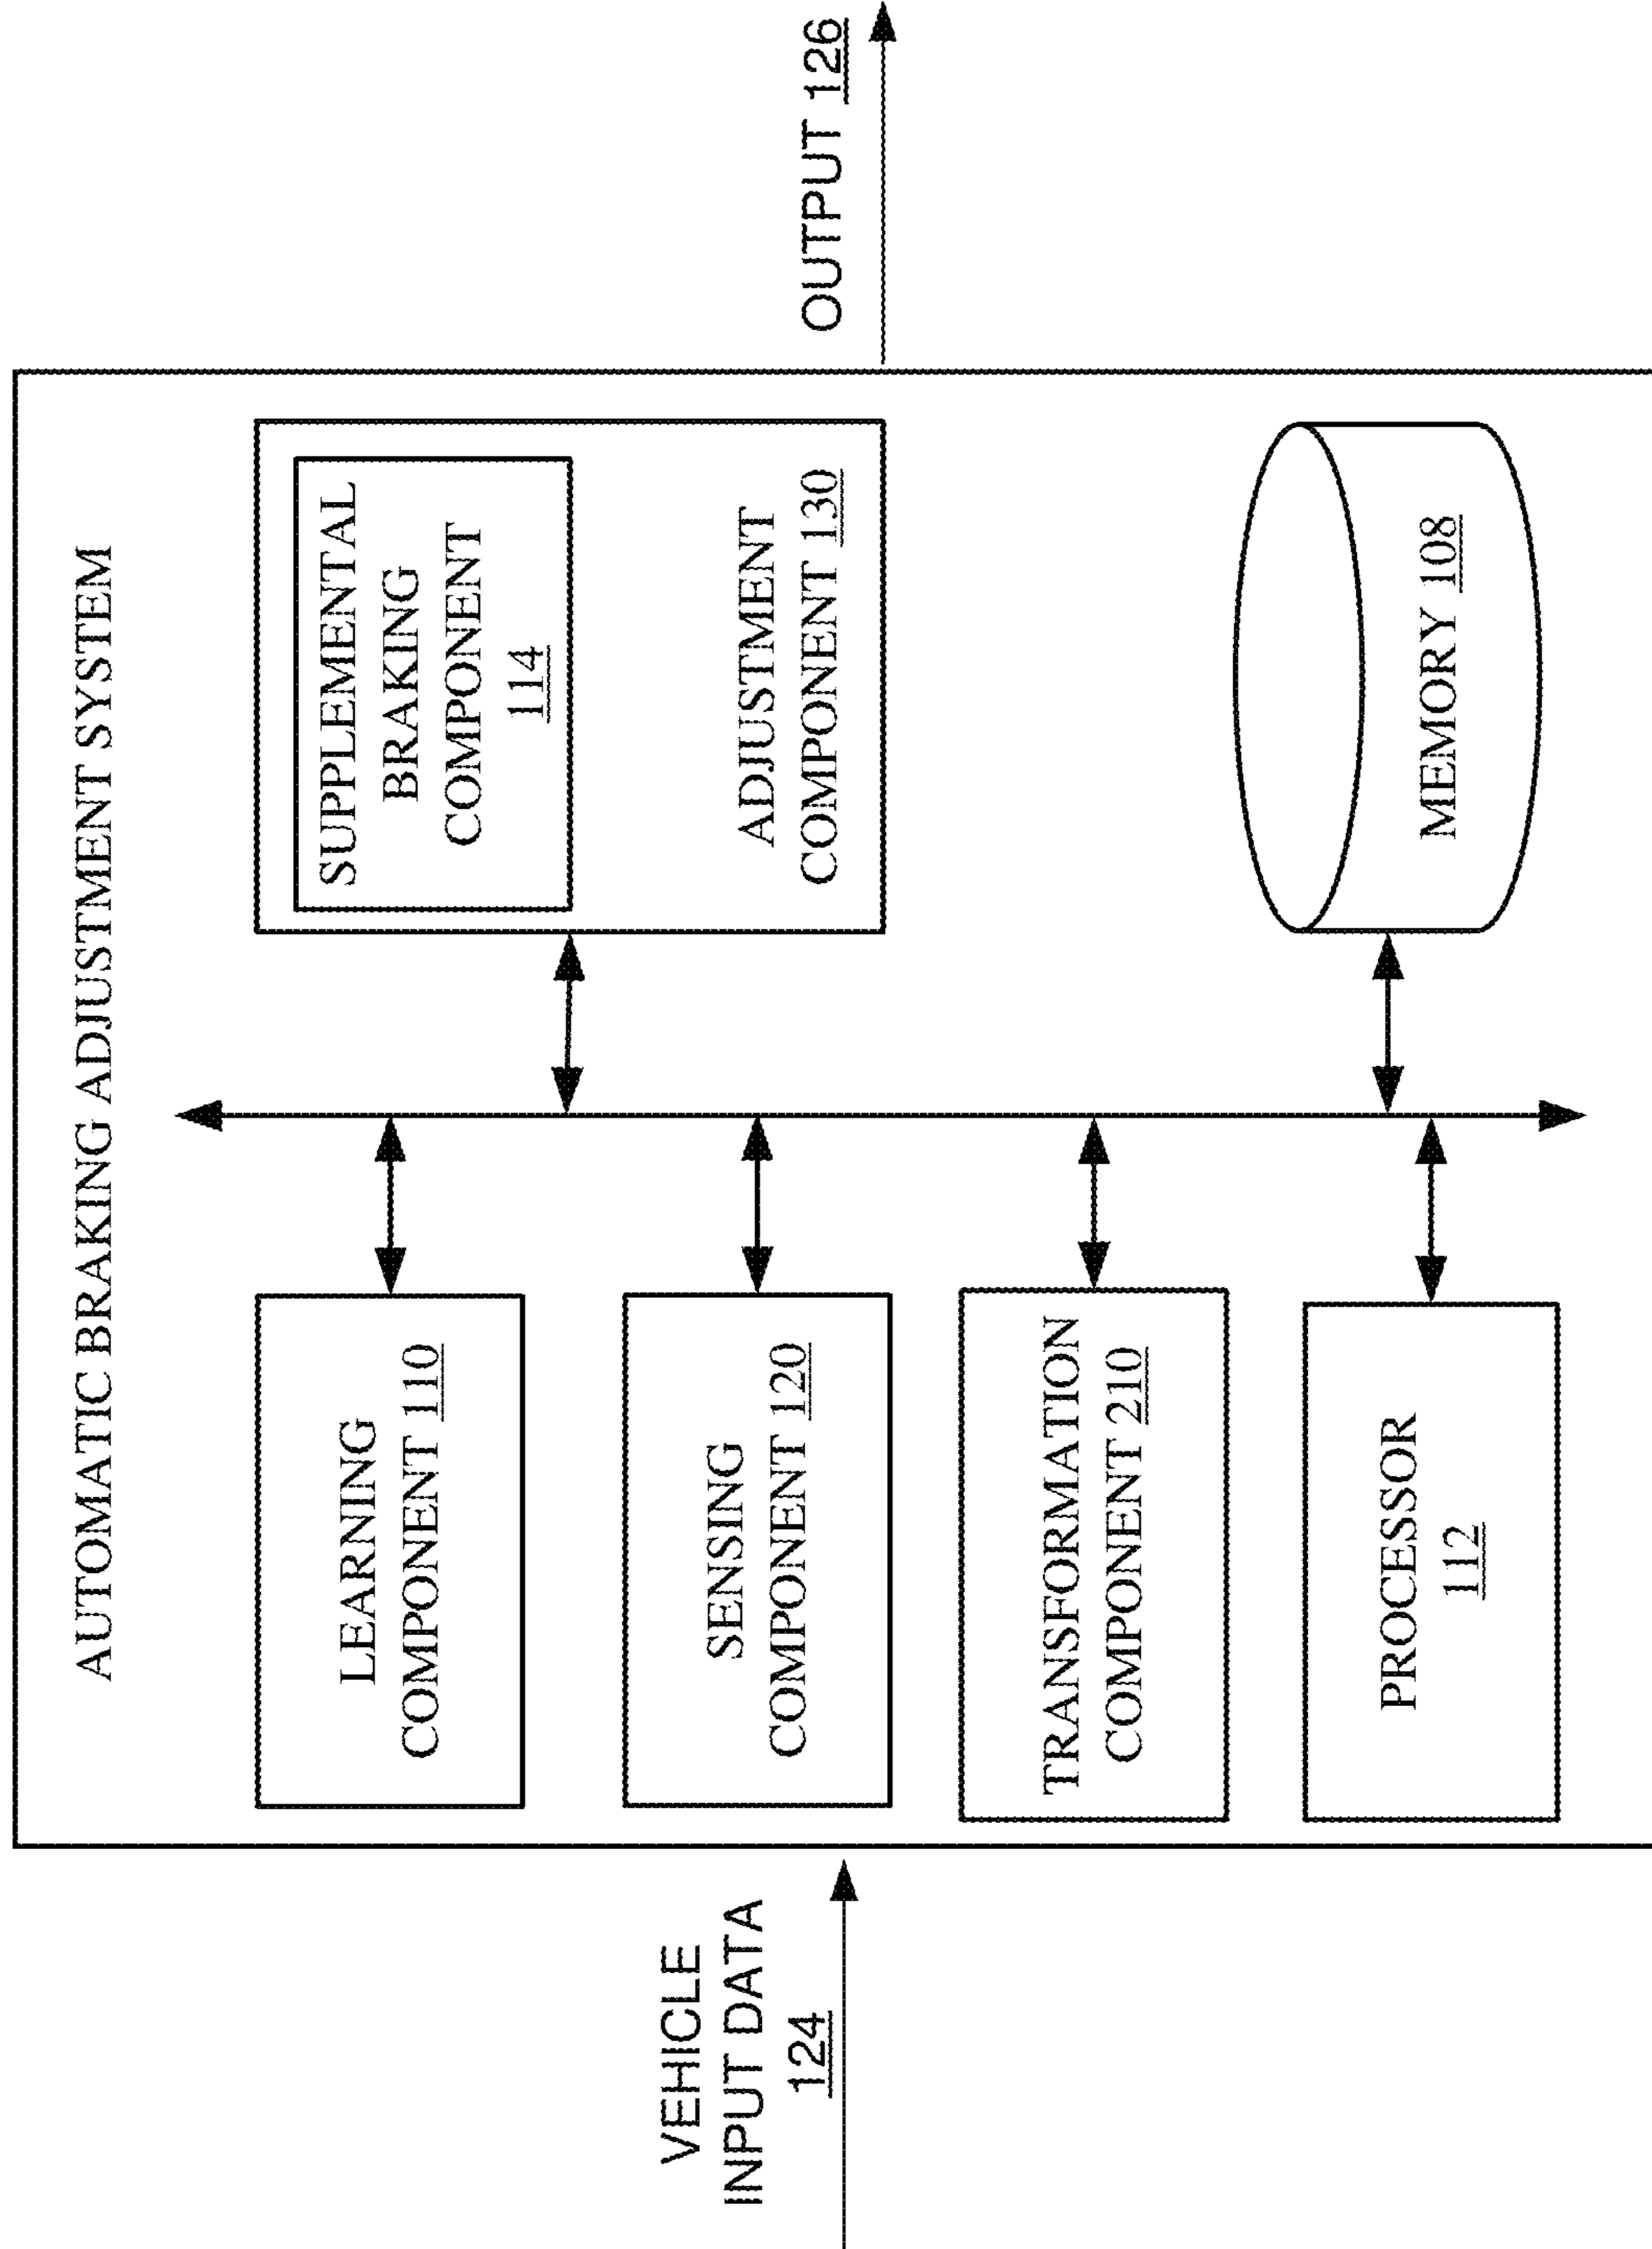 AUTOMATIC BRAKING ADJUSTMENT SYSTEM
VEHICLE
INPUT DATA
124
LEARNING
COMPONENT 110
SENSING
COMPONENT 120
TRANSFORMATION
COMPONENT 210
PROCESSOR
112
SUPPLEMENTAL
BRAKING
COMPONENT
114
ADJUSTMENT
COMPONENT 130
MEMORY 108
OUTPUT 126